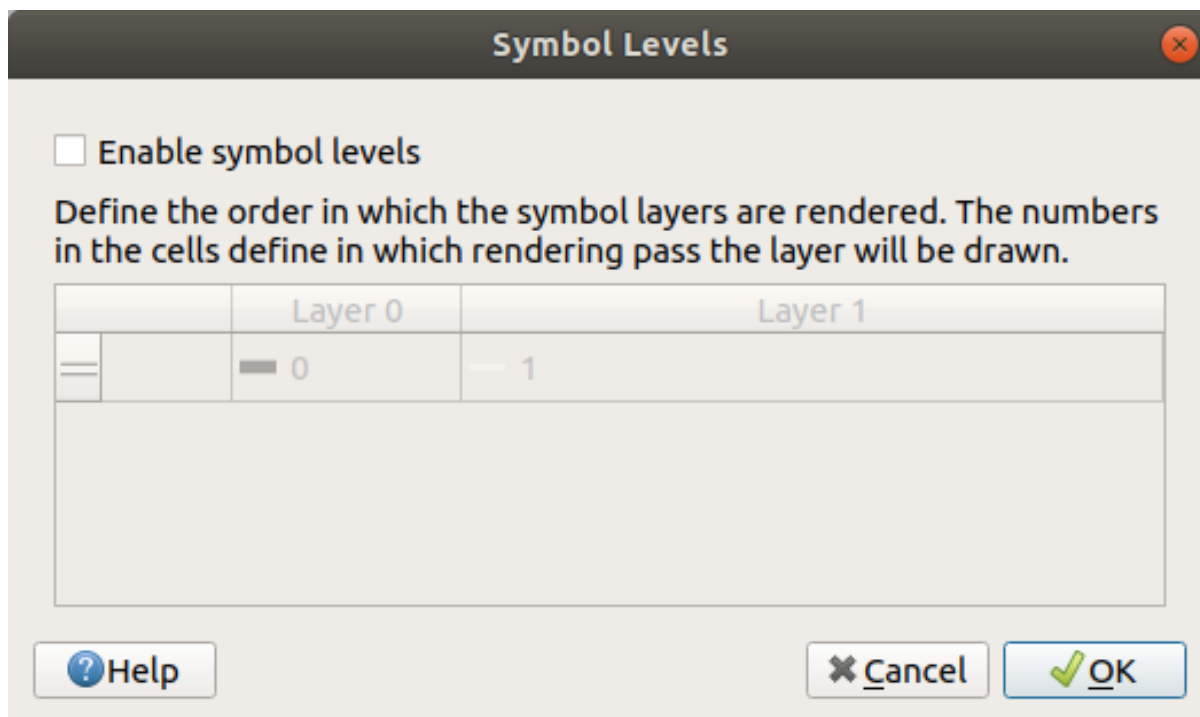 Symbol Levels
Enable symbol levels
Define the order in which the symbol layers are rendered. The numbers
in the cells define in which rendering pass the layer will be drawn.
Layer 0 Layer 1
0 1
Help Cancel OK